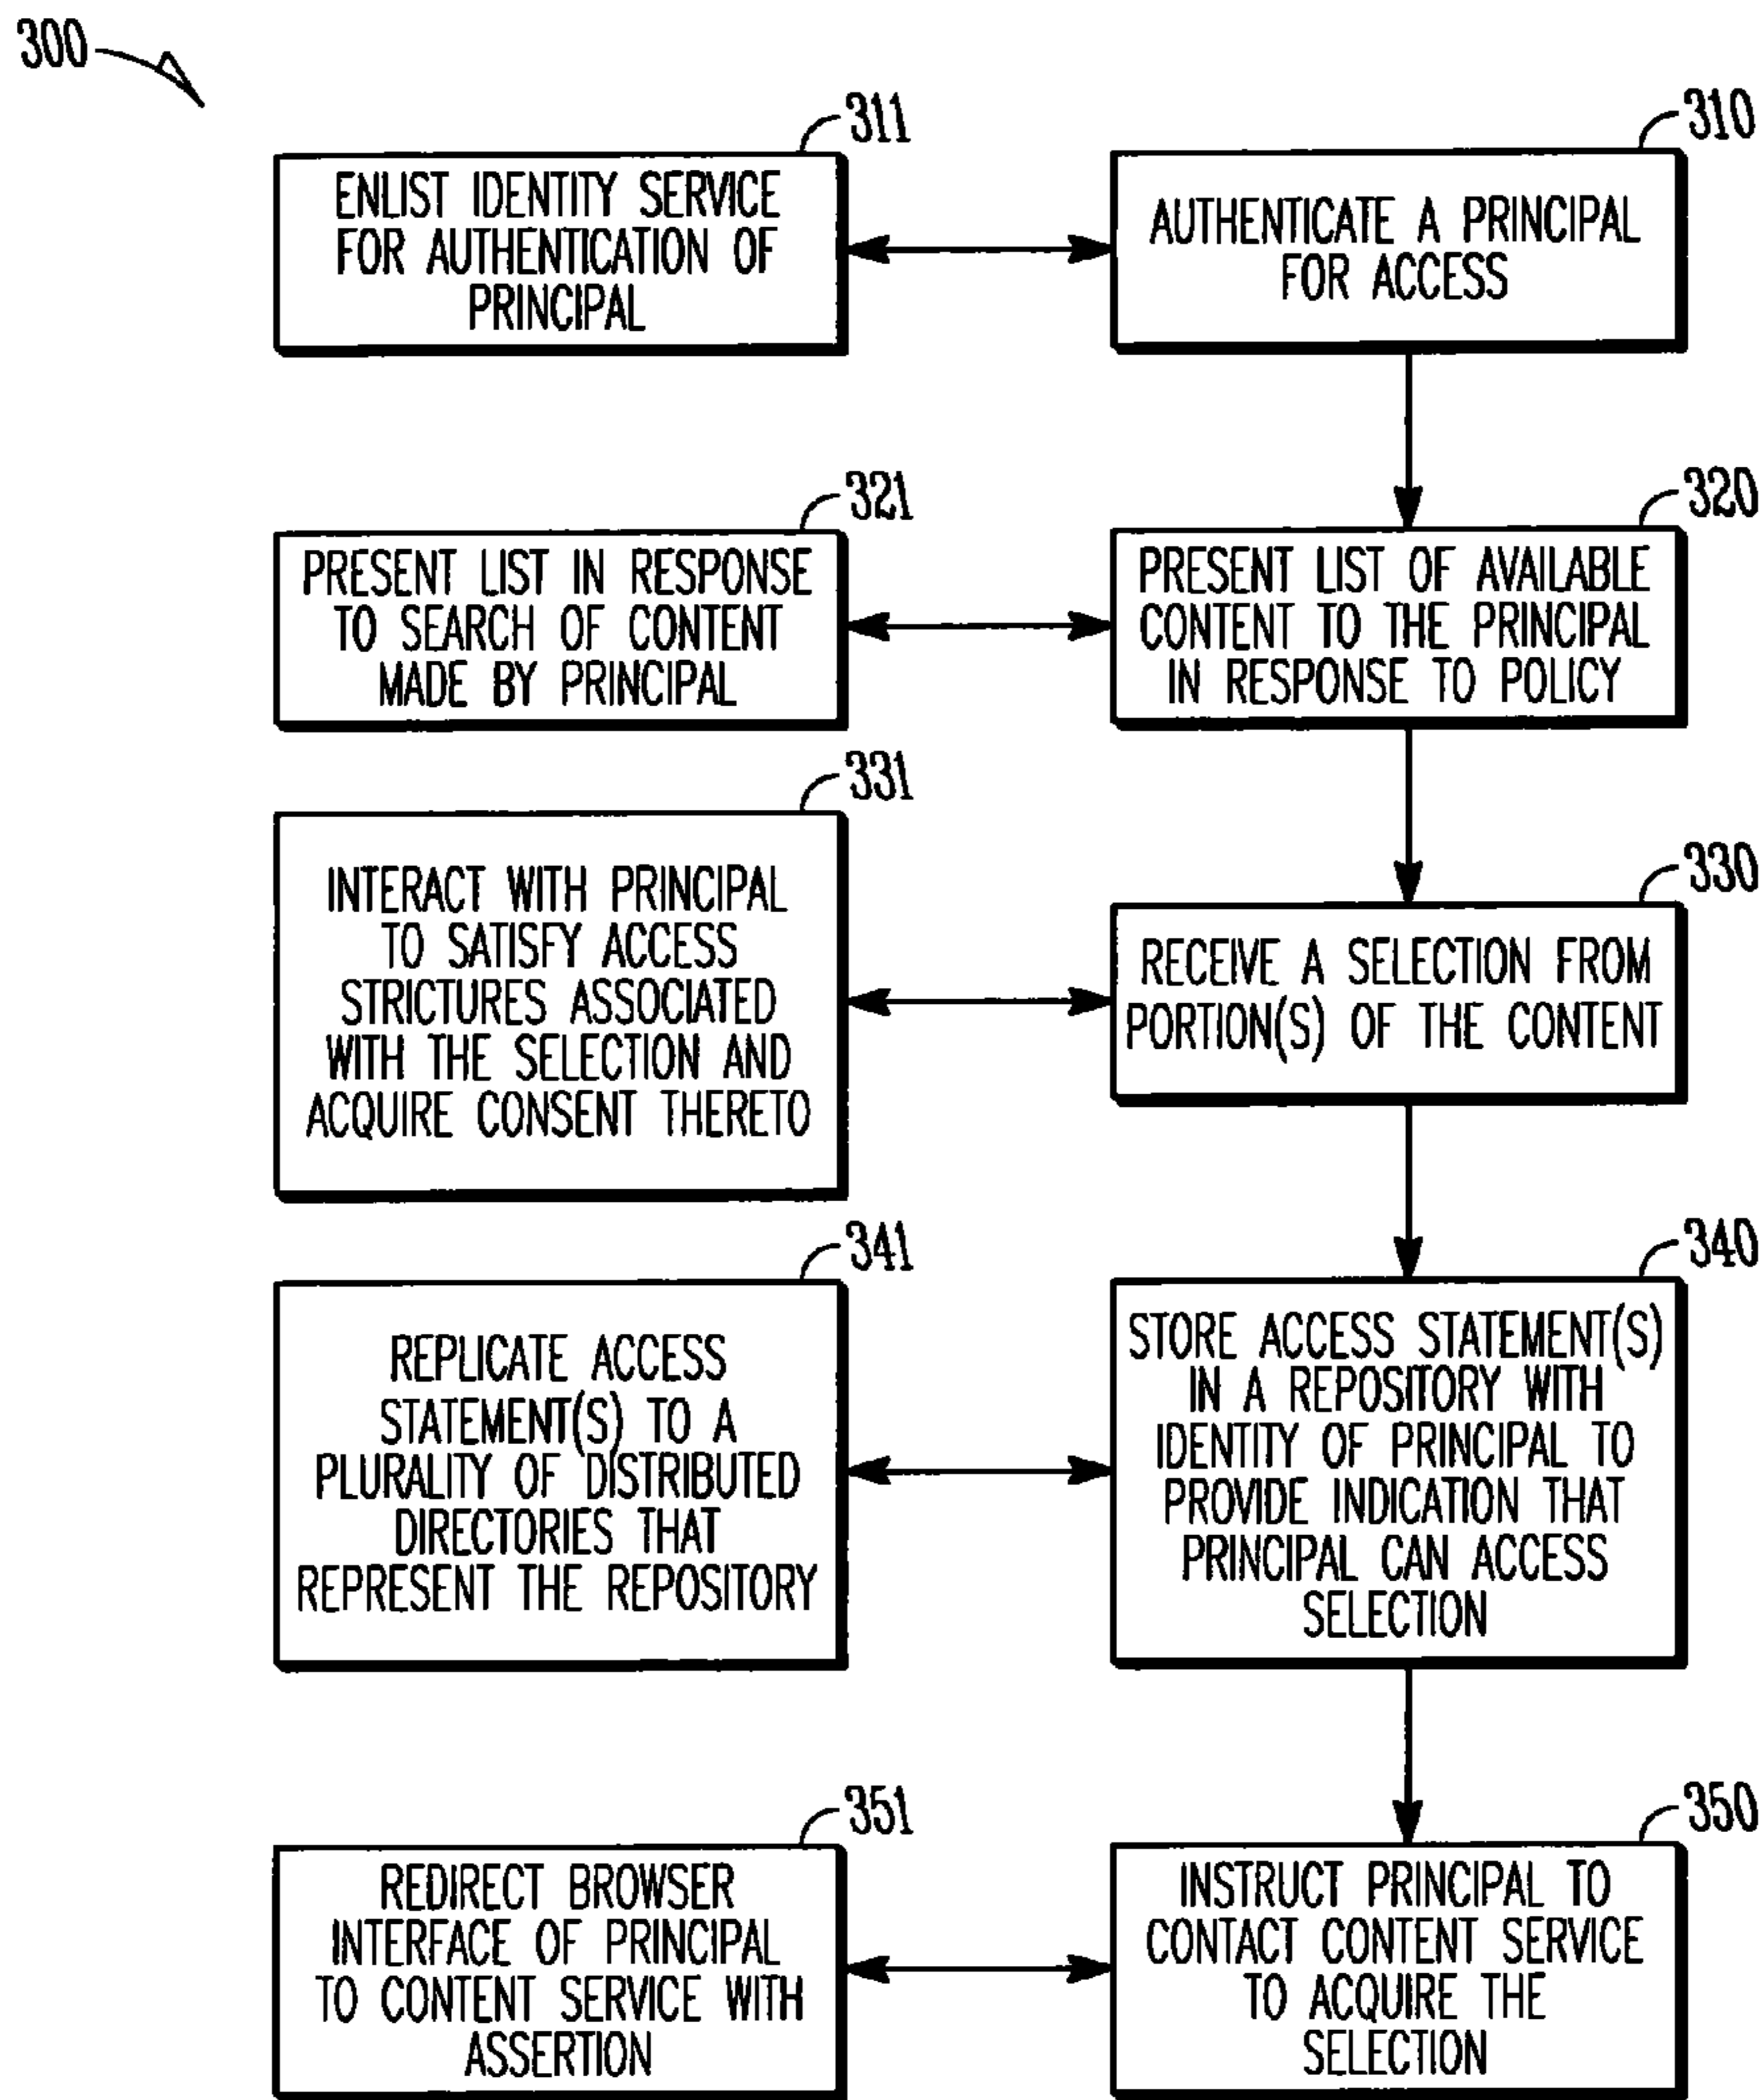 300
311
ENLIST IDENTITY SERVICE
FOR AUTHENTICATION OF
PRINCIPAL
310
AUTHENTICATE A PRINCIPAL
FOR ACCESS
321
PRESENT LIST IN RESPONSE
TO SEARCH OF CONTENT
MADE BY PRINCIPAL
320
PRESENT LIST OF AVAILABLE
CONTENT TO THE PRINCIPAL
IN RESPONSE TO POLICY
331
INTERACT WITH PRINCIPAL
TO SATISFY ACCESS
STRICTURES ASSOCIATED
WITH THE SELECTION AND
ACQUIRE CONSENT THERETO
330
RECEIVE A SELECTION FROM
PORTION(S) OF THE CONTENT
341
REPLICATE ACCESS
STATEMENT(S) TO A
PLURALITY OF DISTRIBUTED
DIRECTORIES THAT
REPRESENT THE REPOSITORY
340
STORE ACCESS STATEMENT(S)
IN A REPOSITORY WITH
IDENTITY OF PRINCIPAL TO
PROVIDE INDICATION THAT
PRINCIPAL CAN ACCESS
SELECTION
351
REDIRECT BROWSER
INTERFACE OF PRINCIPAL
TO CONTENT SERVICE WITH
ASSERTION
350
INSTRUCT PRINCIPAL TO
CONTACT CONTENT SERVICE
TO ACQUIRE THE
SELECTION